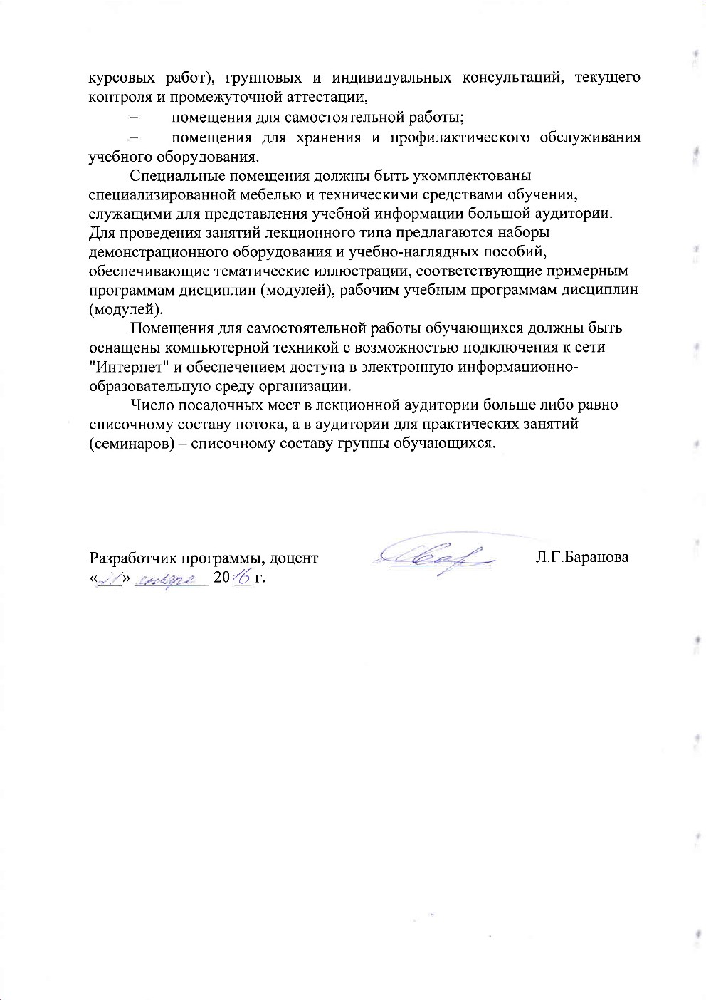 курсовых работ), групповых и индивидуальных консультаций, текущего
контроля и промежуточной аттестации,
− помещения для самостоятельной работы;
− помещения для хранения и профилактического обслуживания
учебного оборудования.
Специальные помещения должны быть укомплектованы
специализированной мебелью и техническими средствами обучения,
служащими для представления учебной информации большой аудитории.
Для проведения занятий лекционного типа предлагаются наборы
демонстрационного оборудования и учебно-наглядных пособий,
обеспечивающие тематические иллюстрации, соответствующие примерным
программам дисциплин (модулей), рабочим учебным программам дисциплин
(модулей).
Помещения для самостоятельной работы обучающихся должны быть
оснащены компьютерной техникой с возможностью подключения к сети
"Интернет" и обеспечением доступа в электронную информационно-
образовательную среду организации.
Число посадочных мест в лекционной аудитории больше либо равно
списочному составу потока, а в аудитории для практических занятий
(семинаров) – списочному составу группы обучающихся.
Разработчик программы, доцент Л.Г.Баранова
«21» января 2016 г.